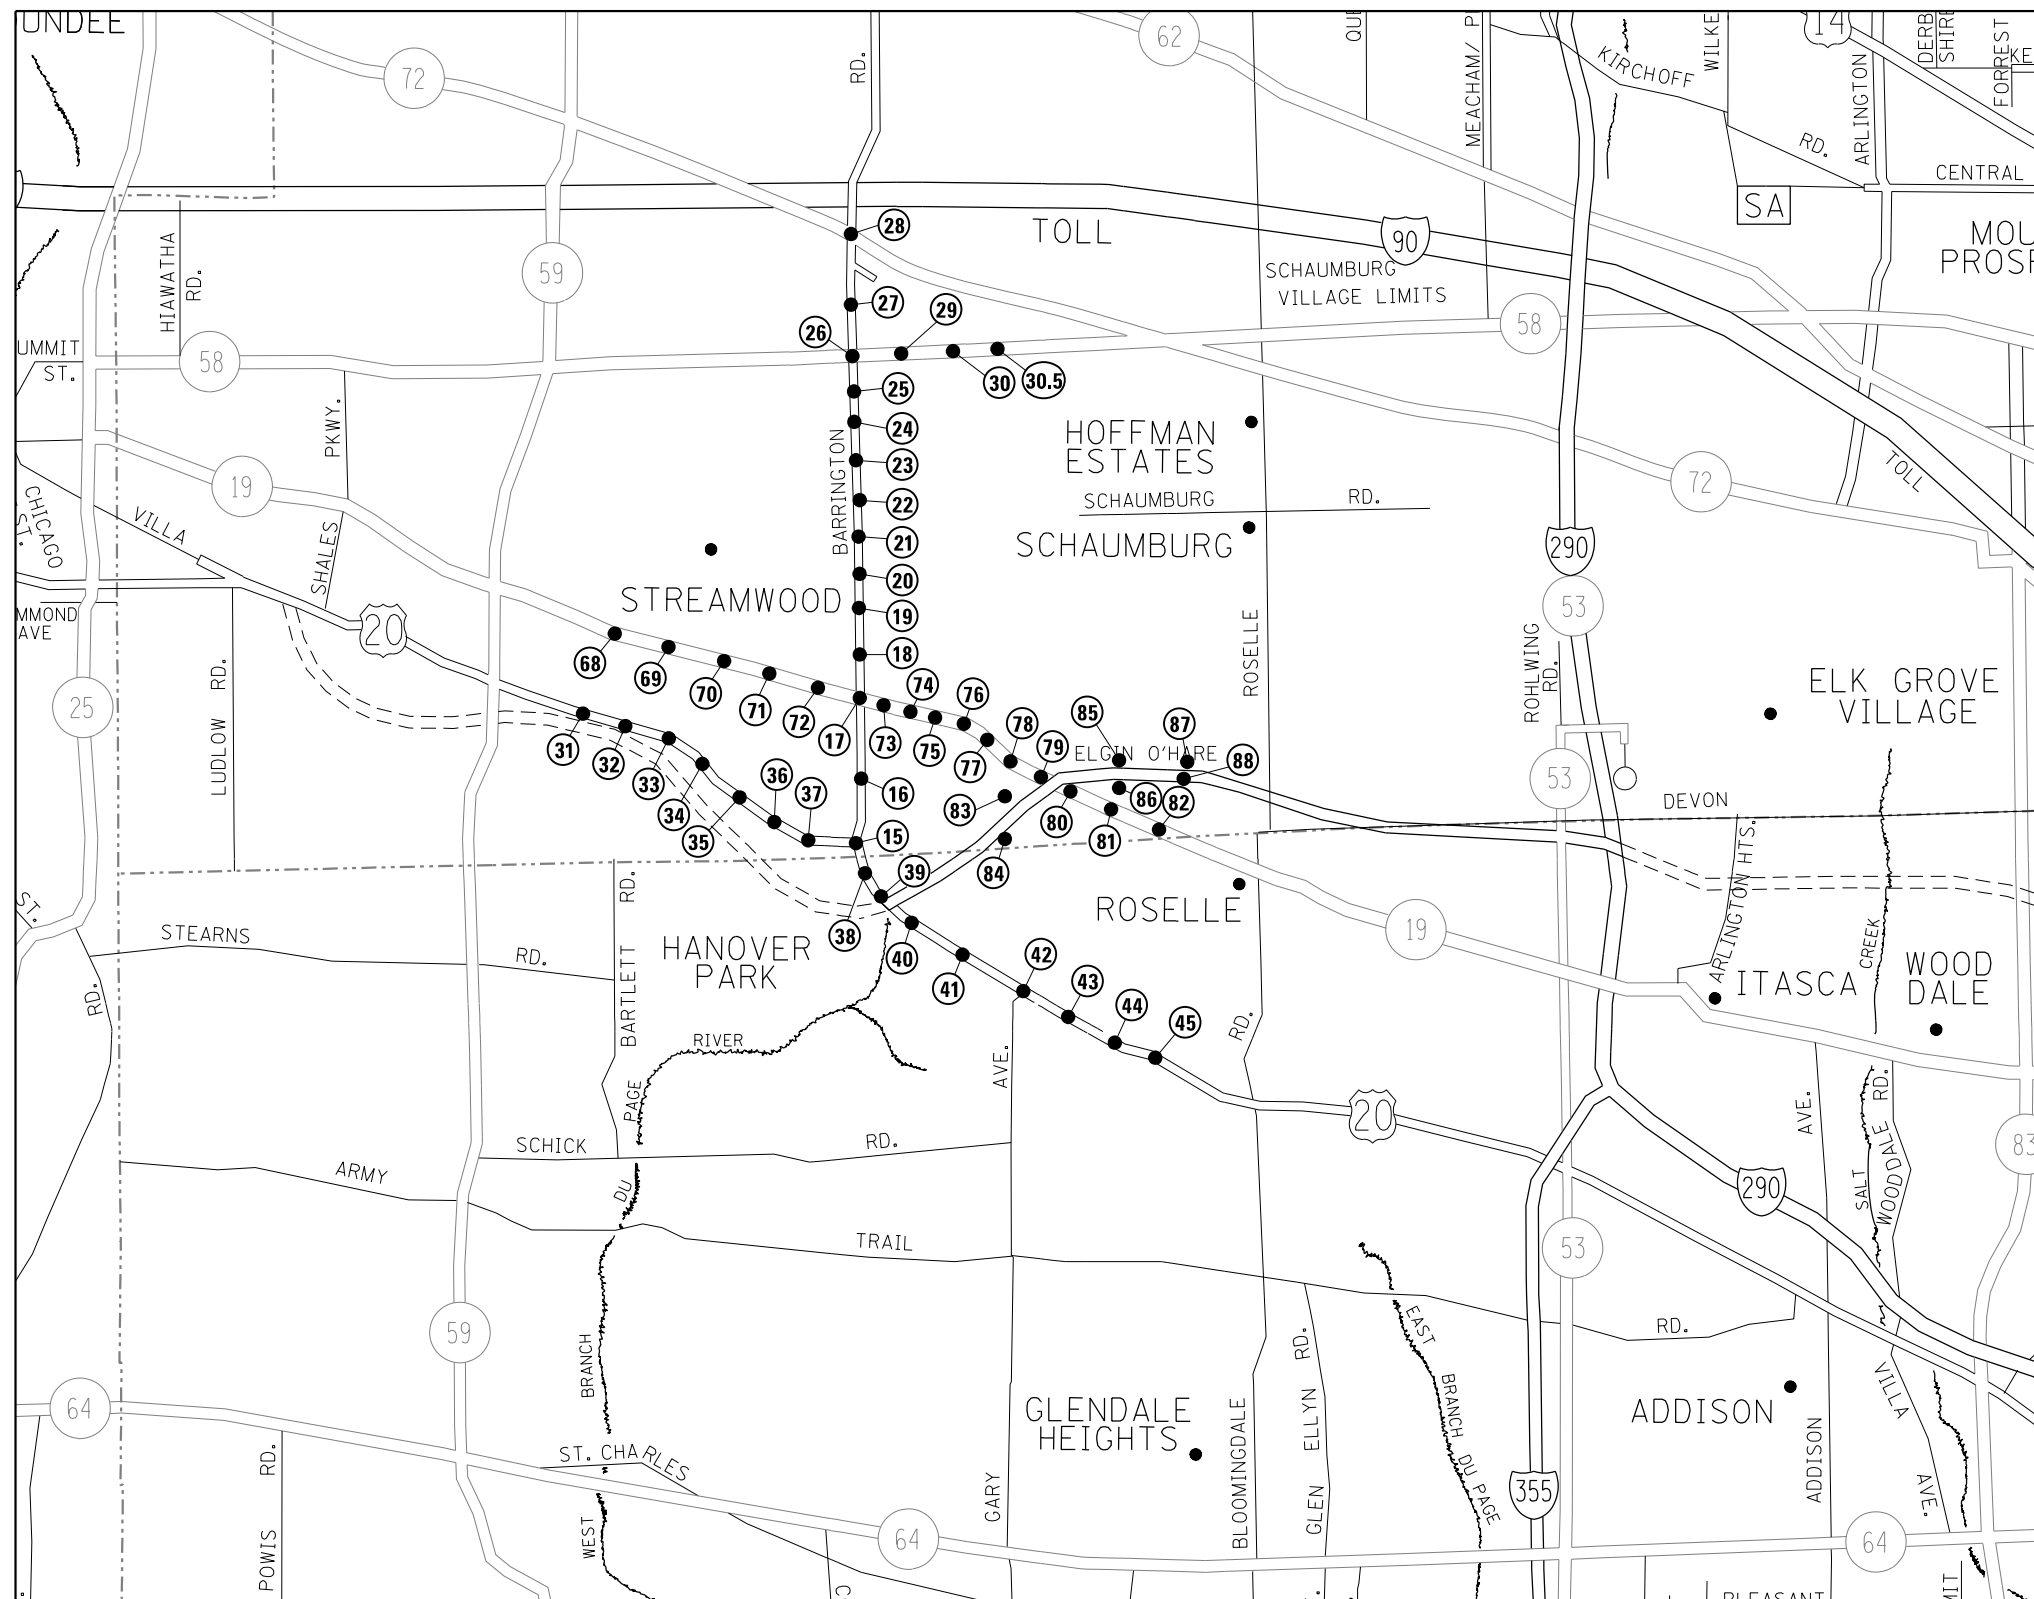 UNDEE
72
RD.
62
QUE
MEACHAM/ P
KIRCHOFF
RD.
WILKE
14
ARLINGTON
DERB
SHIRE
FORREST
KE
CENTRAL
SA
MOU
PROSP
HIAWATHA
RD.
59
28
TOLL
90
SCHAUMBURG
VILLAGE LIMITS
27
29
26
58
UMMIT
ST.
58
30
30.5
25
PKWY.
24
BARRINGTON
HOFFMAN
ESTATES
23
TOLL
72
19
22
SCHAUMBURG
RD.
CHICAGO
ST.
VILLA
SHALES
21
SCHAUMBURG
290
20
STREAMWOOD
53
19
MMOND
AVE
20
ROSELLE
ROHLWING
RD.
68
69
18
70
74
76
ELK GROVE
VILLAGE
25
LUDLOW
RD.
71
72
17
73
75
77
78
79
85
87
ELGIN O'HARE
88
31
32
33
36
37
16
83
80
86
82
53
DEVON
34
35
15
81
84
39
38
40
ROSELLE
19
ARLINGTON HTS.
CREEK
ST.
STEARNS
RD.
RD.
BARTLETT
RD.
HANOVER
PARK
41
42
43
44
45
ITASCA
WOOD
DALE
RIVER
PAGE
AVE.
RD.
20
AVE.
WOODDALE RD.
SALT
83
SCHICK
RD.
ARMY
DU
290
TRAIL
53
59
BRANCH
EAST
BRANCH DU PAGE
RD.
RD.
VILLA
AVE.
64
GLENDALE
HEIGHTS
ADDISON
ST. CHARLES
RD.
POWIS
WEST
GARY
BLOOMINGDALE
GLEN ELLYN
355
ADDISON
64
64
PLEASANT
MIT